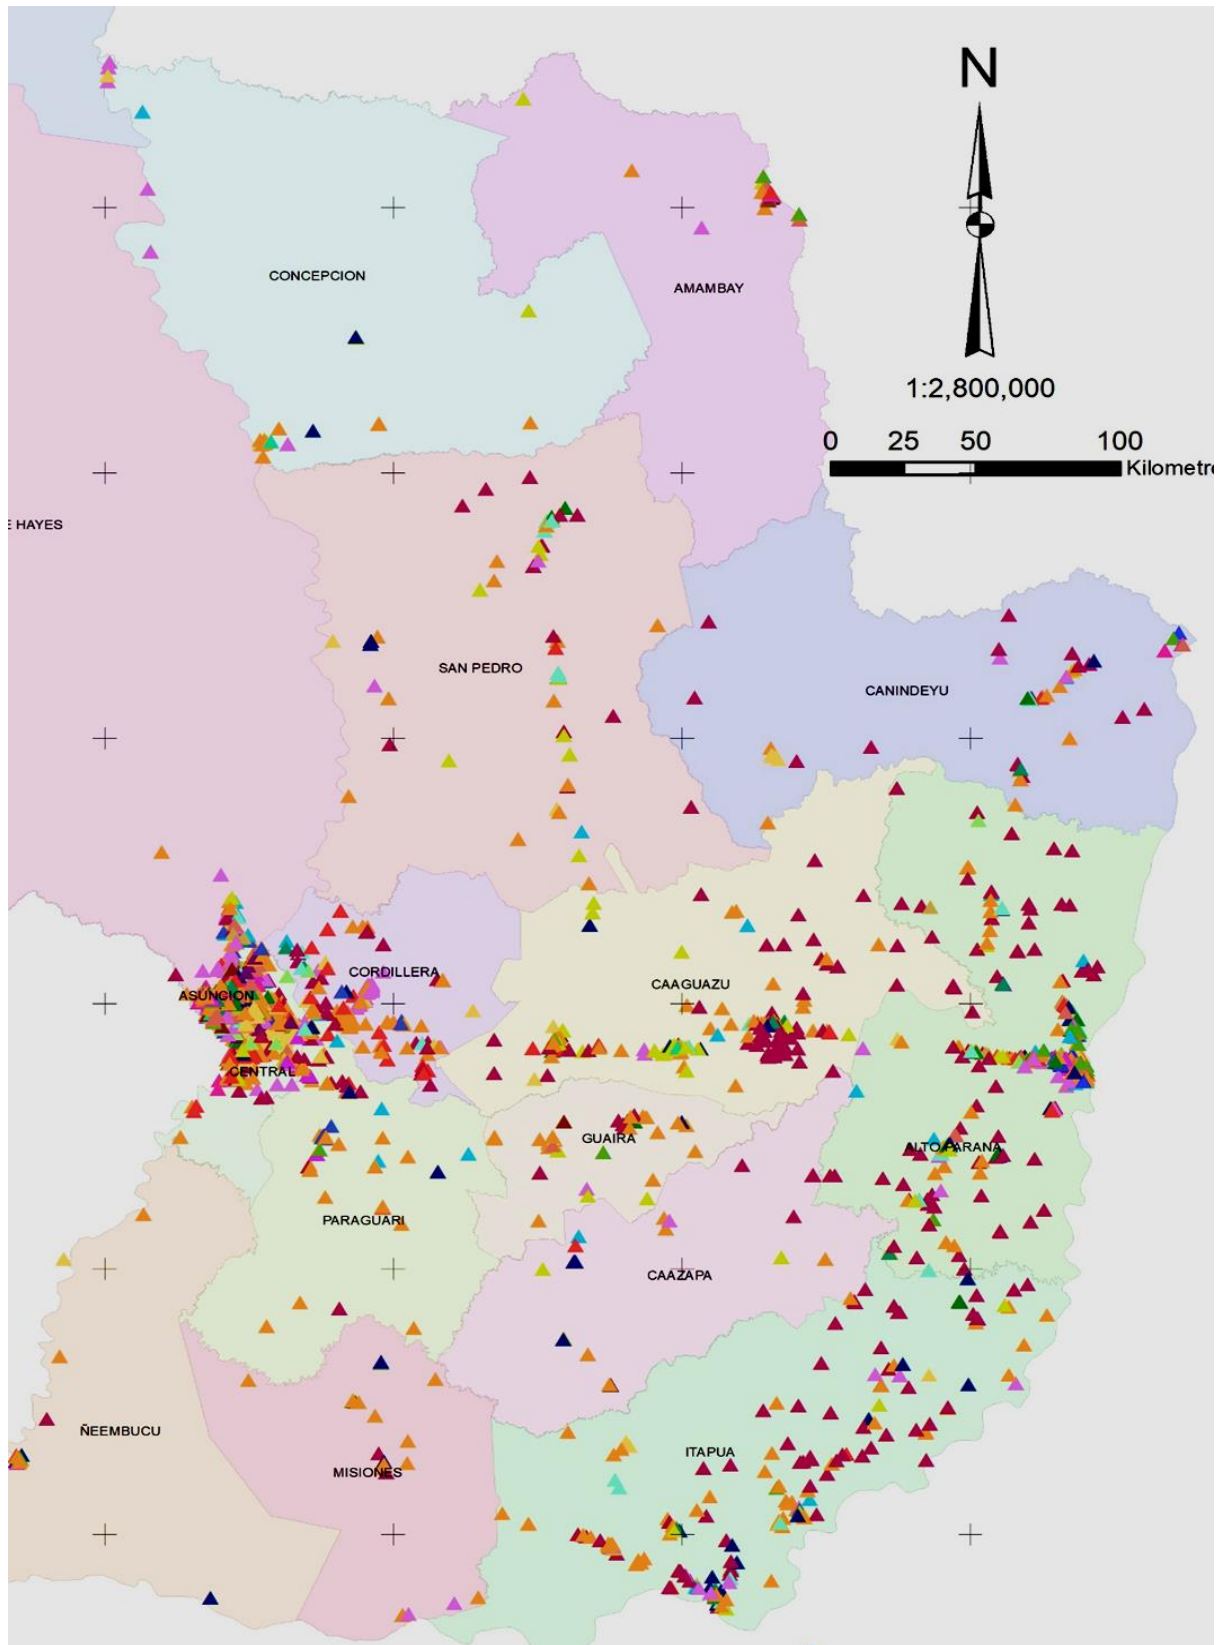 N
1:2,800,000
0 25 50 100
Kilometre
CONCEPCION
AMAMBAY
E HAYES
SAN PEDRO
CANINDEYU
CORDILLERA
CAAGUAZU
ASUNCION
CENTRAL
GUAIRA
ALTO PARANA
PARAGUARI
CAAZAPA
ÑEEMBUCU
ITAPUA
MISIONES